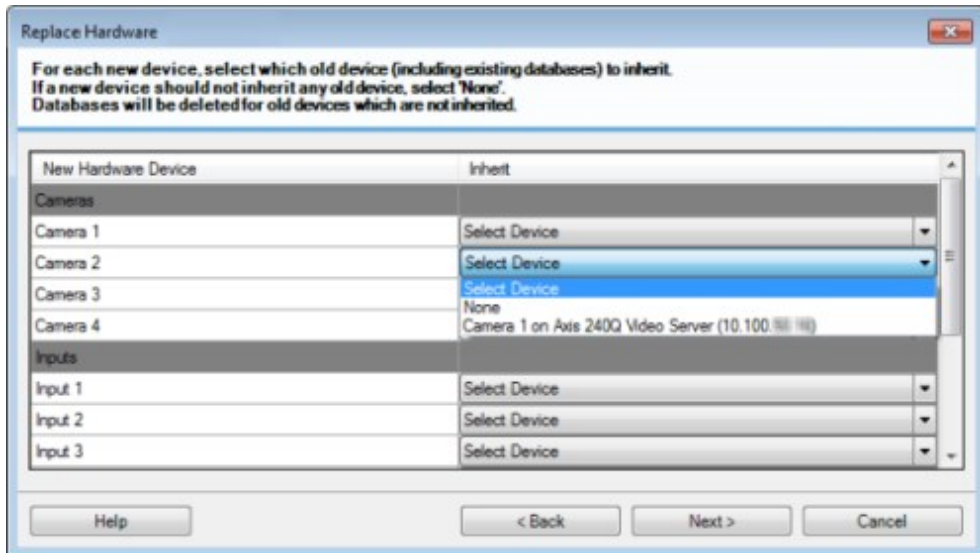 Replace Hardware
For each new device, select which old device (including existing databases) to inherit.
If a new device should not inherit any old device, select 'None'.
Databases will be deleted for old devices which are not inherited.
New Hardware Device Inherit
Cameras
Camera 1 Select Device
Camera 2 Select Device
Camera 3 Select Device
None
Camera 4 Camera 1 on Axis 240Q Video Server (10.100.
Inputs
Input 1 Select Device
Input 2 Select Device
Input 3 Select Device
Help < Back Next > Cancel